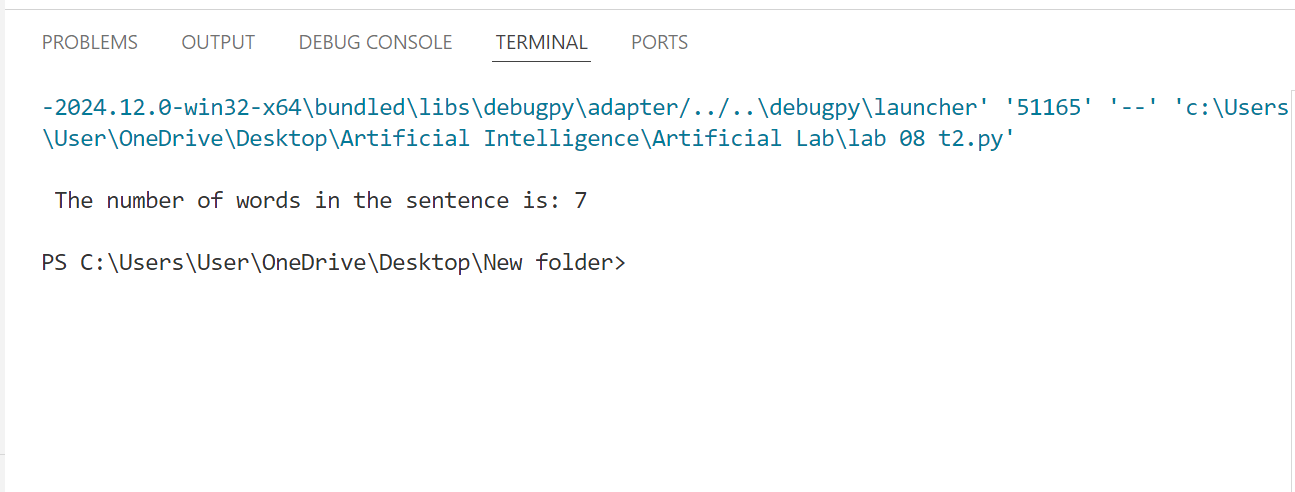 PROBLEMS OUTPUT DEBUG CONSOLE TERMINAL PORTS
-2024.12.0-win32-x64\bundled\libs\debugpy\adapter/../..\debugpy\launcher' '51165' '--' 'c:\Users
\User\OneDrive\Desktop\Artificial Intelligence\Artificial Lab\lab 08 t2.py'
The number of words in the sentence is: 7
PS C:\Users\User\OneDrive\Desktop\New folder>